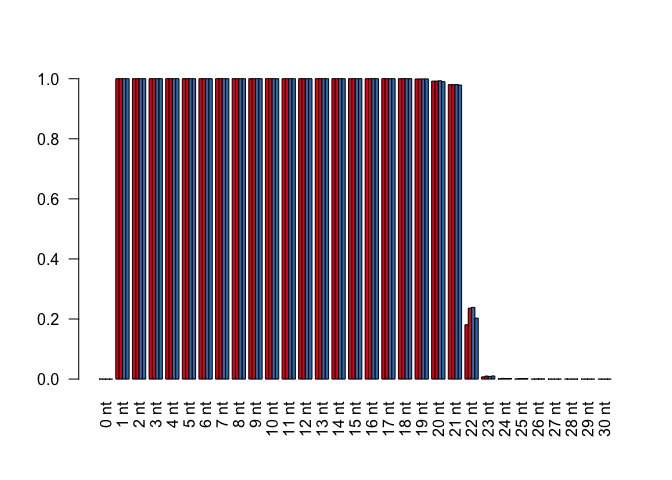 1.0
0.8
0.6
0.4
0.2
0.0
0 nt
1 nt
2 nt
3 nt
4 nt
5 nt
6 nt
7 nt
8 nt
9 nt
10 nt
11 nt
12 nt
13 nt
14 nt
15 nt
16 nt
17 nt
18 nt
19 nt
20 nt
21 nt
22 nt
23 nt
24 nt
25 nt
26 nt
27 nt
28 nt
29 nt
30 nt